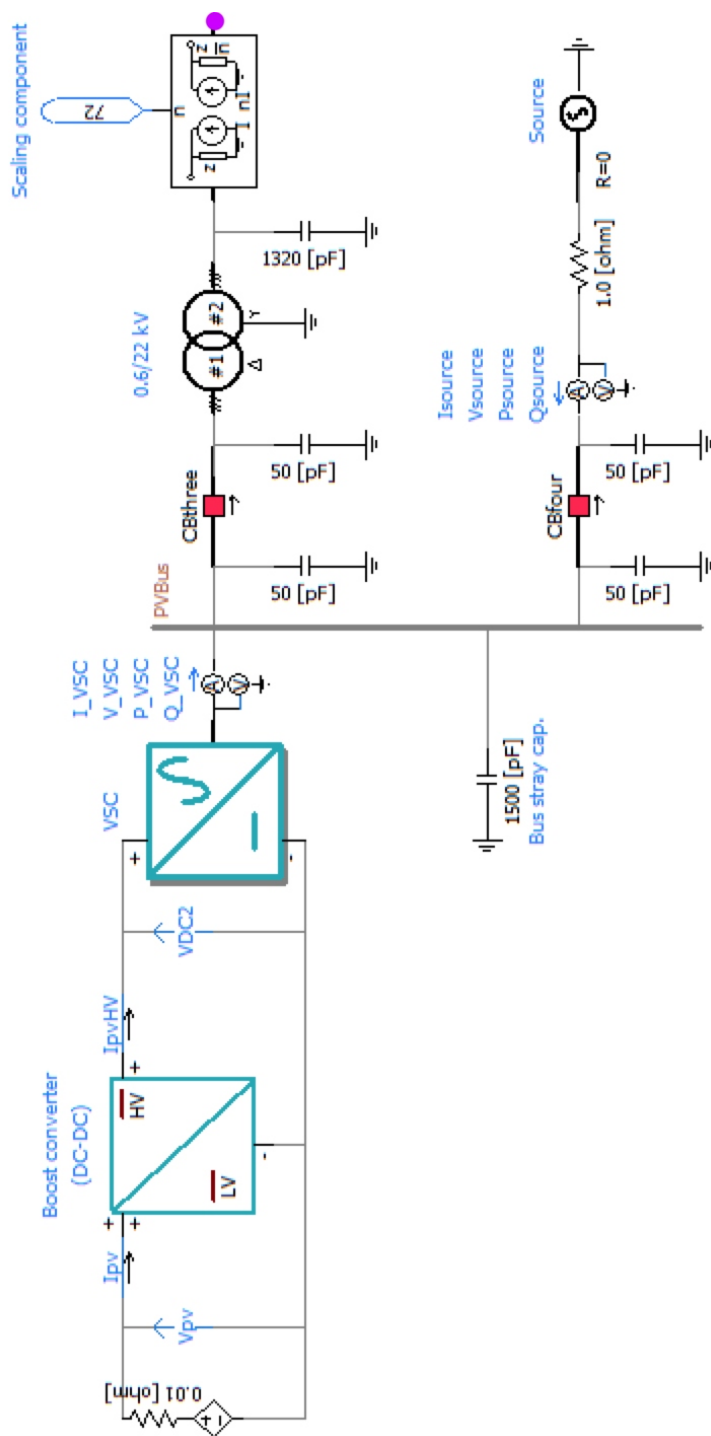 Scaling component
72
n
z
z
n
I
nI
0.6/22 kV
#1
#2
Δ
Y
1320 [pF]
CBthree
50 [pF]
50 [pF]
PVBus
I_VSC
V_VSC
P_VSC
Q_VSC
A
V
VSC
+
-
VDC2
Boost converter
(DC-DC)
IpvHV
+
HV
LV
-
+
+
Ipv
Vpv
0.01 [ohm]
+
-
1500 [pF]
Bus stray cap.
CBfour
50 [pF]
50 [pF]
Isource
Vsource
Psource
Qsource
A
V
1.0 [ohm]
R=0
Source